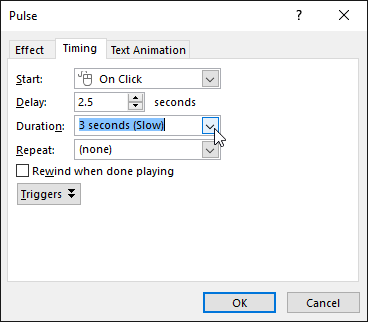 Pulse ?
Effect Timing Text Animation
Start: On Click
Delay: 2.5 seconds
Duration: 3 seconds (Slow)
Repeat: (none)
Rewind when done playing
Triggers
OK Cancel